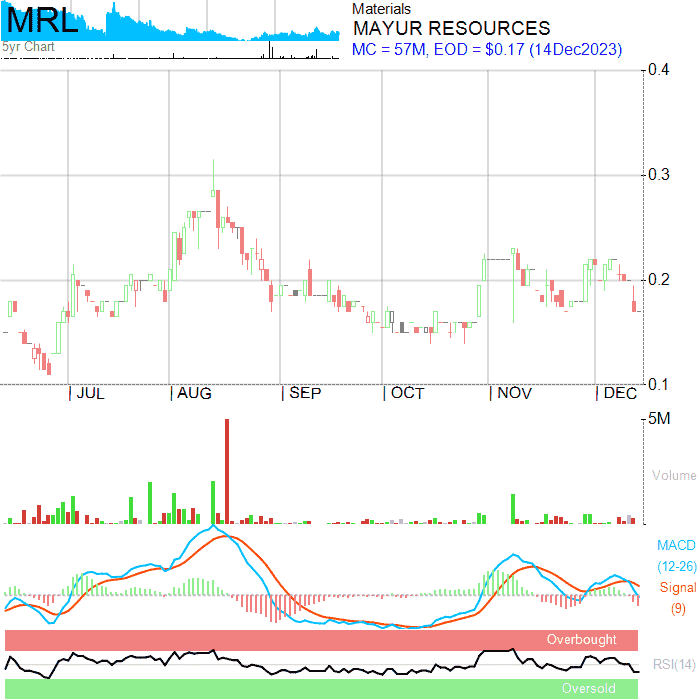 MRL
5yr Chart
Materials
MAYUR RESOURCES
MC = 57M, EOD = $0.17 (14Dec2023)
0.4
0.3
0.2
0.1
JUL AUG SEP OCT NOV DEC
5M
Volume
MACD
(12-26)
Signal
(9)
Overbought
RSI(14)
Oversold